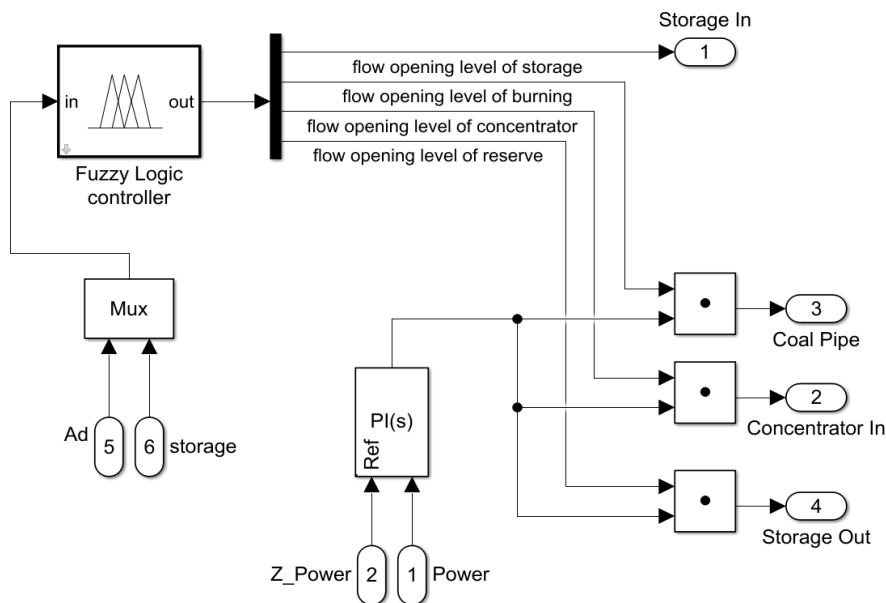 Storage In
1
in
out
Fuzzy Logic
controller
flow opening level of storage
flow opening level of burning
flow opening level of concentrator
flow opening level of reserve
Mux
Ad
5
6
storage
PI(s)
Ref
Z_Power
2
1
Power
3
Coal Pipe
2
Concentrator In
4
Storage Out